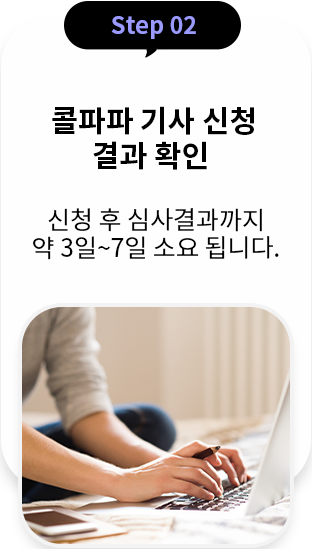 Step 02
콜파파 기사 신청
결과 확인
신청 후 심사결과까지
약 3일~7일 소요 됩니다.